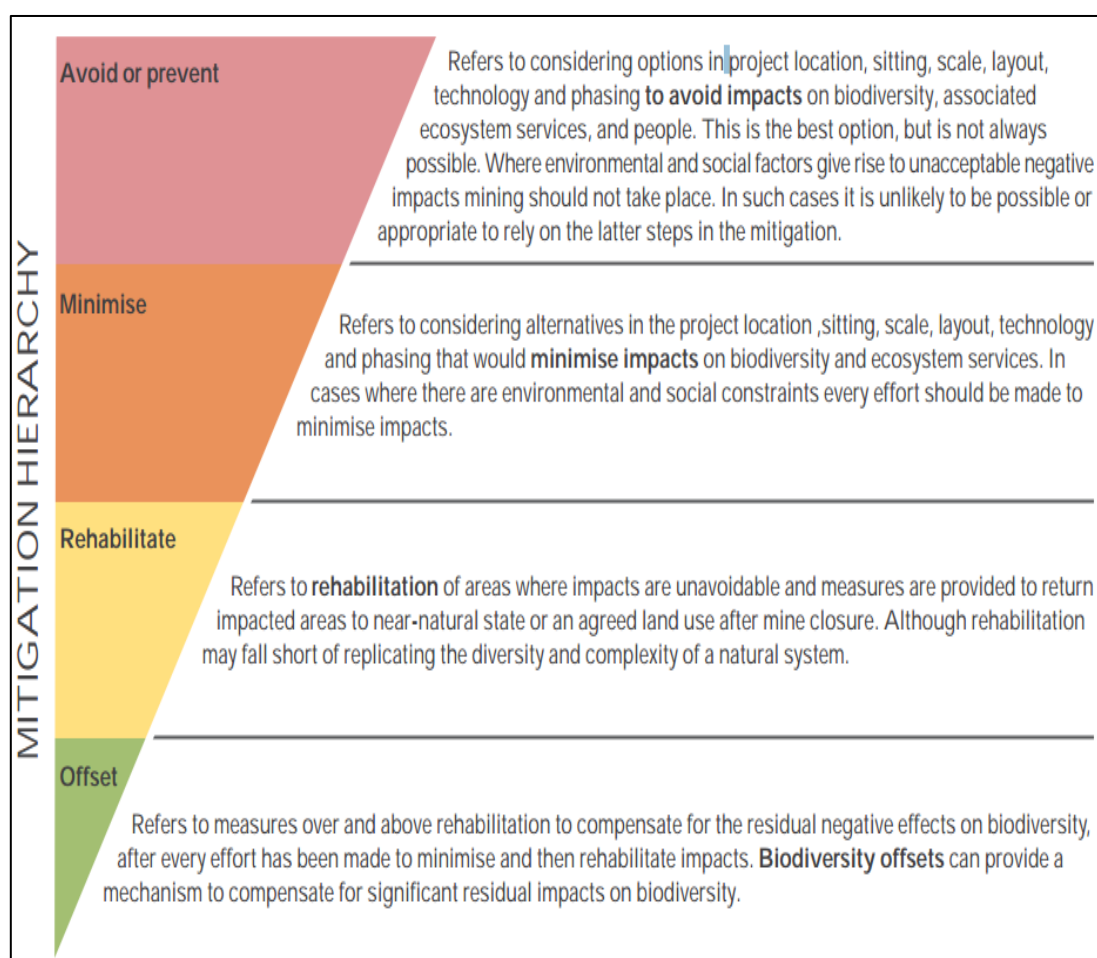 MITIGATION HIERARCHY
Avoid or prevent
Refers to considering options in project location, sitting, scale, layout,
technology and phasing to avoid impacts on biodiversity, associated
ecosystem services, and people. This is the best option, but is not always
possible. Where environmental and social factors give rise to unacceptable negative
impacts mining should not take place. In such cases it is unlikely to be possible or
appropriate to rely on the latter steps in the mitigation.
Minimise
Refers to considering alternatives in the project location ,sitting, scale, layout, technology
and phasing that would minimise impacts on biodiversity and ecosystem services. In
cases where there are environmental and social constraints every effort should be made to
minimise impacts.
Rehabilitate
Refers to rehabilitation of areas where impacts are unavoidable and measures are provided to return
impacted areas to near-natural state or an agreed land use after mine closure. Although rehabilitation
may fall short of replicating the diversity and complexity of a natural system.
Offset
Refers to measures over and above rehabilitation to compensate for the residual negative effects on biodiversity,
after every effort has been made to minimise and then rehabilitate impacts. Biodiversity offsets can provide a
mechanism to compensate for significant residual impacts on biodiversity.